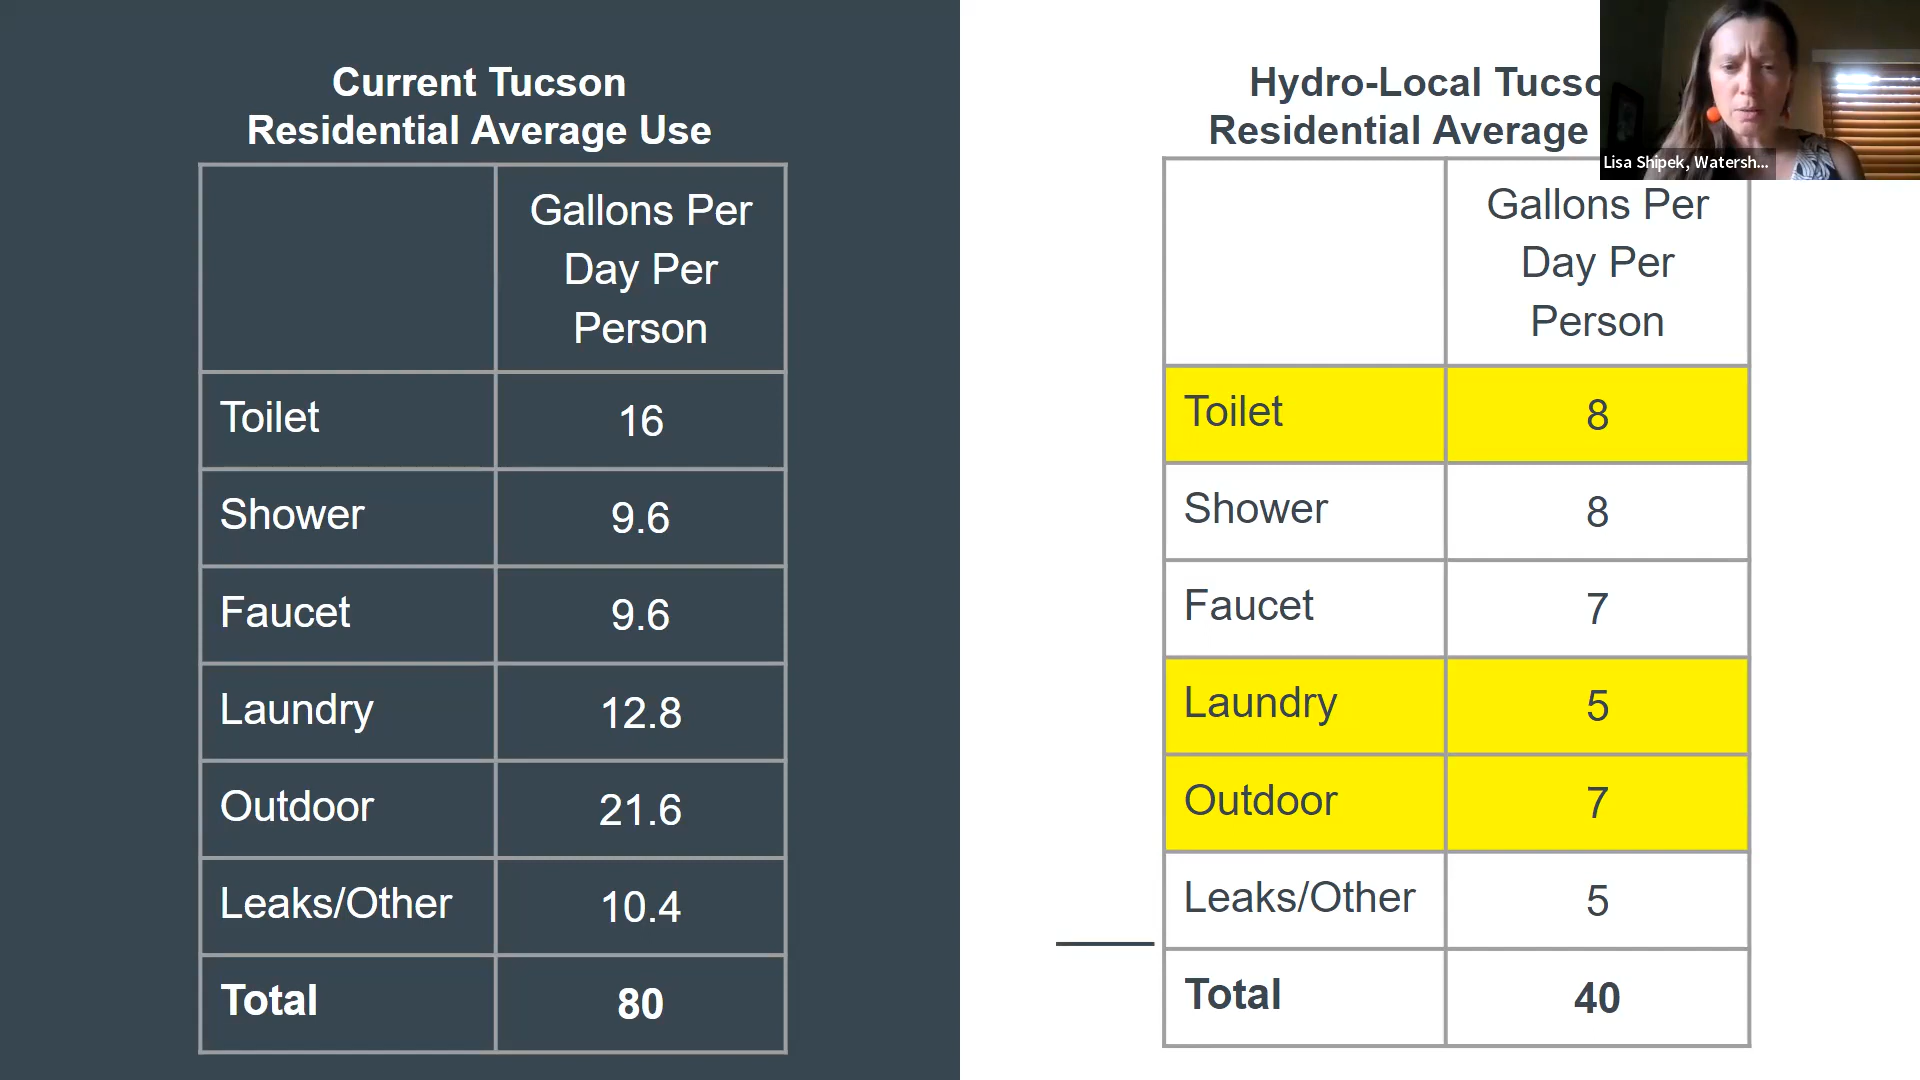 Current Tucson
Residential Average Use
Gallons Per
Day Per
Person
Toilet 16
Shower 9.6
Faucet 9.6
Laundry 12.8
Outdoor 21.6
Leaks/Other 10.4
Total 80
Hydro-Local
Residential Average
Gallons Per
Day Per
Person
Toilet 8
Shower 8
Faucet 7
Laundry 5
Outdoor 7
Leaks/Other 5
Total 40
Lisa Shipek, Watersh...